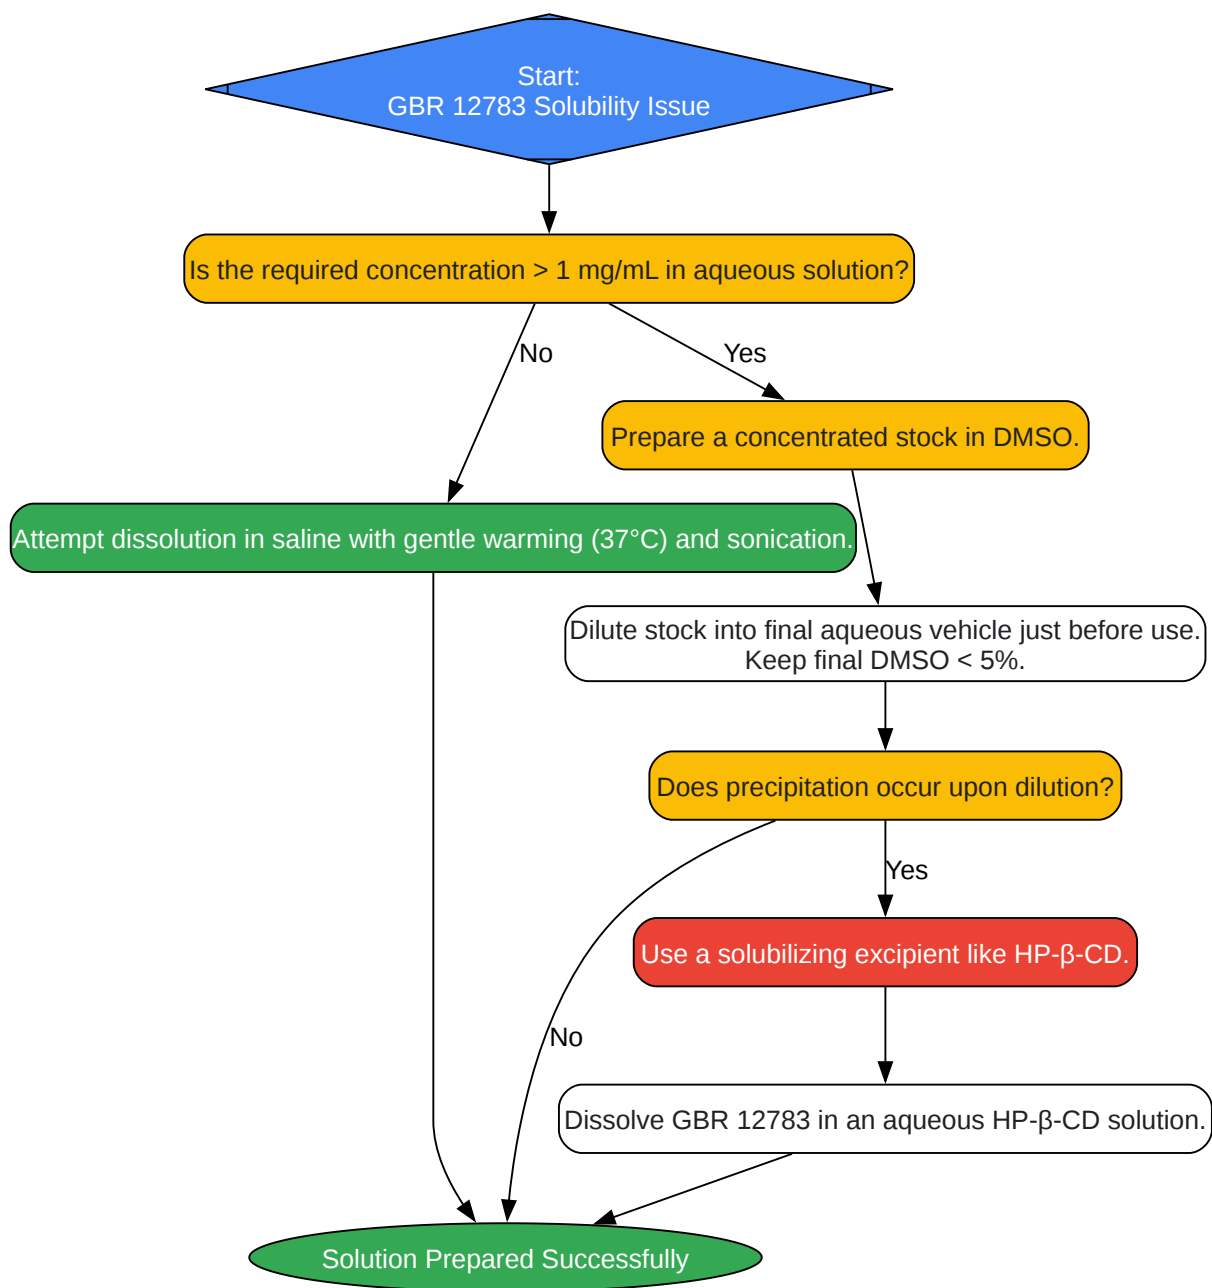 Start:
GBR 12783 Solubility Issue
Is the required concentration > 1 mg/mL in aqueous solution?
No
Yes
Prepare a concentrated stock in DMSO.
Attempt dissolution in saline with gentle warming (37°C) and sonication.
Dilute stock into final aqueous vehicle just before use.
Keep final DMSO < 5%.
Does precipitation occur upon dilution?
Yes
Use a solubilizing excipient like HP-β-CD.
No
Dissolve GBR 12783 in an aqueous HP-β-CD solution.
Solution Prepared Successfully